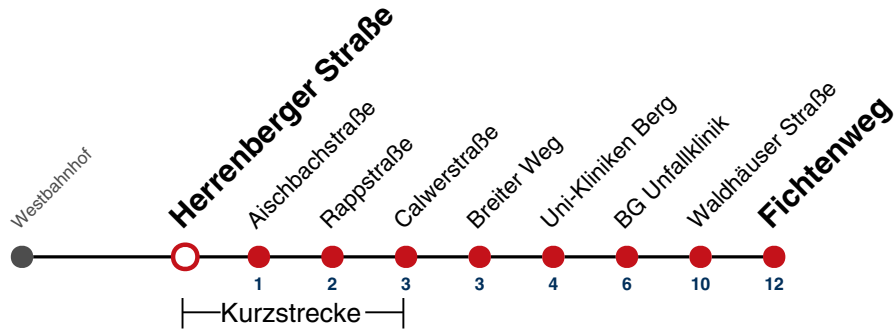 Westbahnhof
Herrenberger Straße
Aischbachstraße
Rappstraße
Calwerstraße
Breiter Weg
Uni-Kliniken Berg
BG Unfallklinik
Waldhäuser Straße
Fichtenweg
1 2 3 3 4 6 10 12
Kurzstrecke